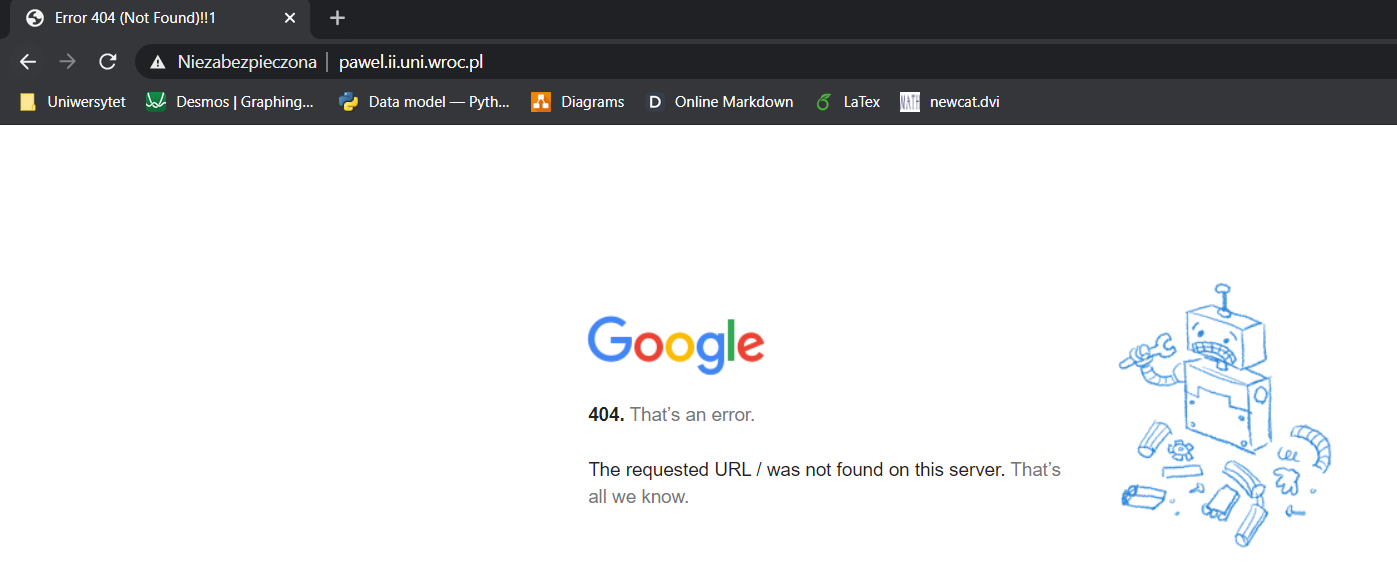 Error 404 (Not Found)!!1
Niezabezpieczona | pawel.ii.uni.wroc.pl
Uniwersytet Desmos | Graphing... Data model — Pyth... Diagrams D Online Markdown LaTex MATH newcat.dvi
Google
404. That’s an error.
The requested URL / was not found on this server. That’s
all we know.